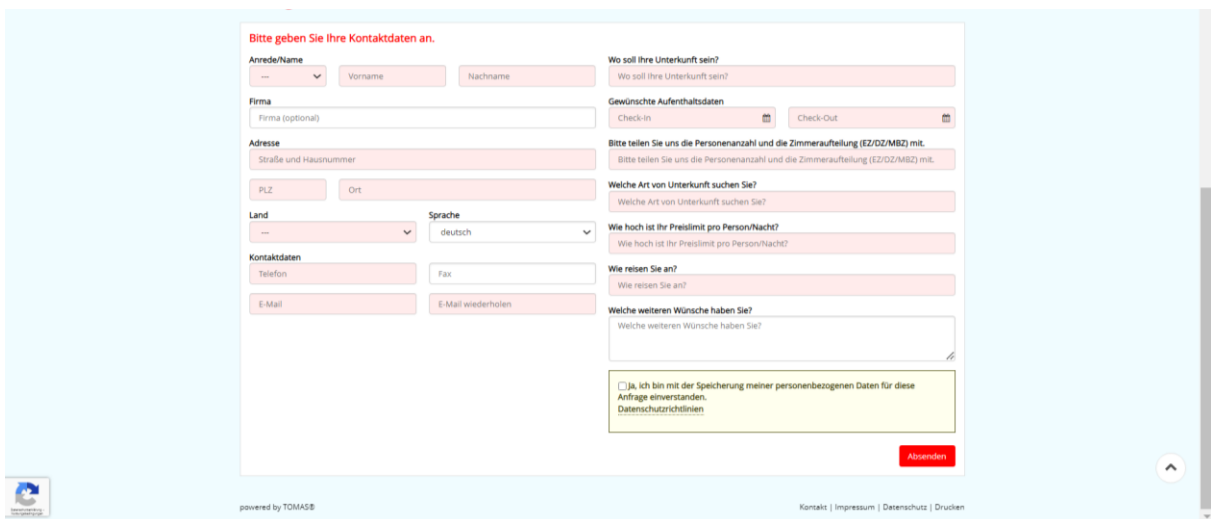 Bitte geben Sie Ihre Kontaktdaten an.
Anrede/Name
---
Vorname
Nachname
Firma
Firma (optional)
Adresse
Straße und Hausnummer
PLZ
Ort
Land
Sprache
---
deutsch
Kontaktdaten
Telefon
Fax
E-Mail
E-Mail wiederholen
Wo soll Ihre Unterkunft sein?
Wo soll Ihre Unterkunft sein?
Gewünschte Aufenthaltsdaten
Check-In
Check-Out
Bitte teilen Sie uns die Personenanzahl und die Zimmeraufteilung (EZ/DZ/MBZ) mit.
Bitte teilen Sie uns die Personenanzahl und die Zimmeraufteilung (EZ/DZ/MBZ) mit.
Welche Art von Unterkunft suchen Sie?
Welche Art von Unterkunft suchen Sie?
Wie hoch ist Ihr Preislimit pro Person/Nacht?
Wie hoch ist Ihr Preislimit pro Person/Nacht?
Wie reisen Sie an?
Wie reisen Sie an?
Welche weiteren Wünsche haben Sie?
Welche weiteren Wünsche haben Sie?
Ja, ich bin mit der Speicherung meiner personenbezogenen Daten für diese
Anfrage einverstanden.
Datenschutzrichtlinien
Absenden
powered by TOMAS®
Kontakt | Impressum | Datenschutz | Drucken